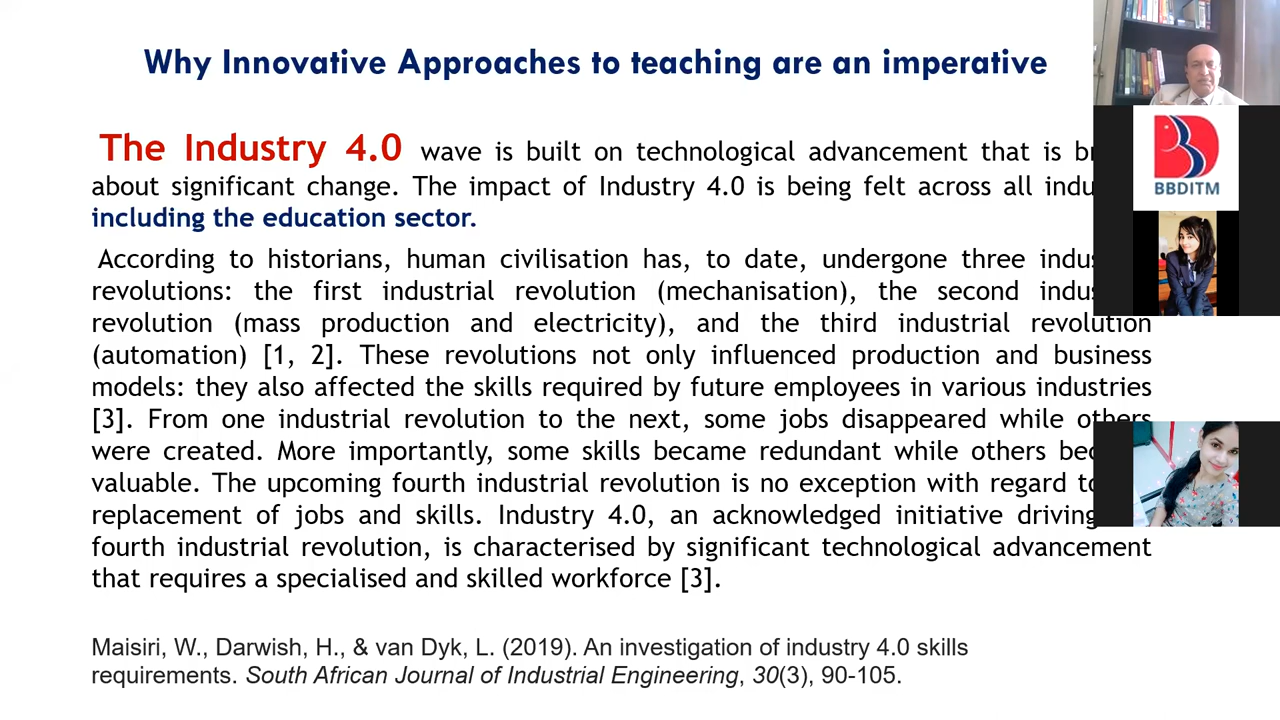 Why Innovative Approaches to teaching are an imperative
The Industry 4.0 wave is built on technological advancement that is
about significant change. The impact of Industry 4.0 is being felt across all
including the education sector.
According to historians, human civilisation has, to date, undergone three
revolutions: the first industrial revolution (mechanisation), the second
revolution (mass production and electricity), and the third industrial revolution
(automation) [1, 2]. These revolutions not only influenced production and business
models: they also affected the skills required by future employees in various industries
[3]. From one industrial revolution to the next, some jobs disappeared while others
were created. More importantly, some skills became redundant while others
valuable. The upcoming fourth industrial revolution is no exception with regard
replacement of jobs and skills. Industry 4.0, an acknowledged initiative driving
fourth industrial revolution, is characterised by significant technological advancement
that requires a specialised and skilled workforce [3].
Maisiri, W., Darwish, H., & van Dyk, L. (2019). An investigation of industry 4.0 skills
requirements. South African Journal of Industrial Engineering, 30(3), 90-105.
BBDITM